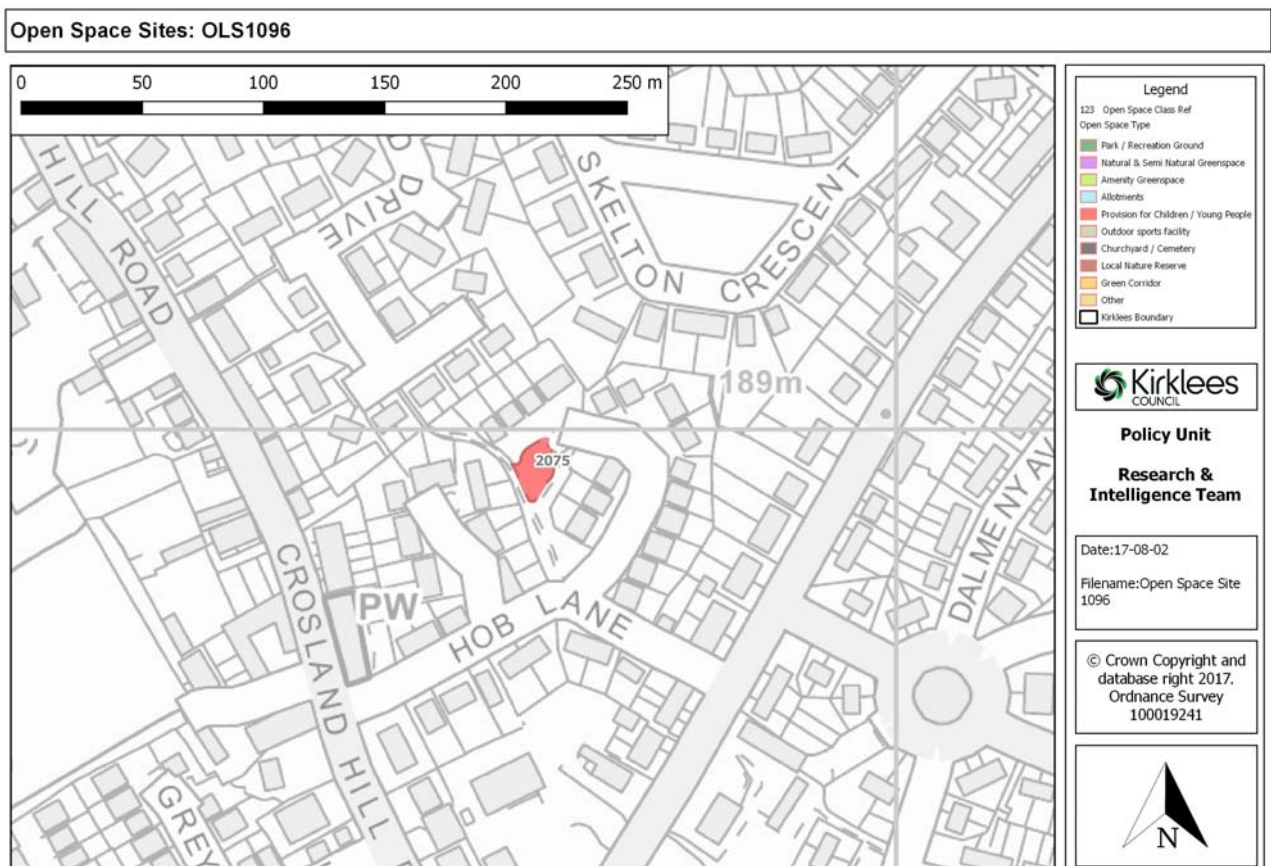 Open Space Sites: OLS1096
0 50 100 150 200 250 m
HILL ROAD
DRIVE
SKELTON CRESCENT
189m
2075
DALMENY AV
CROSLAND HILL
PW
HOB LANE
GREY
Legend
123 Open Space Class Ref
Open Space Type
Park / Recreation Ground
Natural & Semi Natural Greenspace
Amenity Greenspace
Allotments
Provision for Children / Young People
Outdoor sports facility
Churchyard / Cemetery
Local Nature Reserve
Green Corridor
Other
Kirklees Boundary
Kirklees
COUNCIL
Policy Unit
Research &
Intelligence Team
Date:17-08-02
Filename:Open Space Site
1096
© Crown Copyright and
database right 2017.
Ordnance Survey
100019241
N